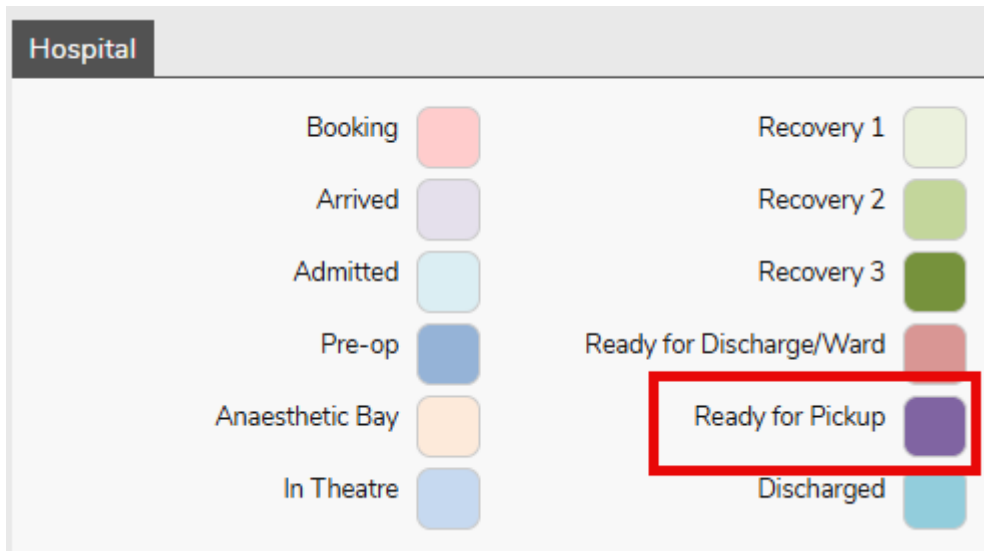 Hospital
Booking
Arrived
Admitted
Pre-op
Anaesthetic Bay
In Theatre
Recovery 1
Recovery 2
Recovery 3
Ready for Discharge/Ward
Ready for Pickup
Discharged